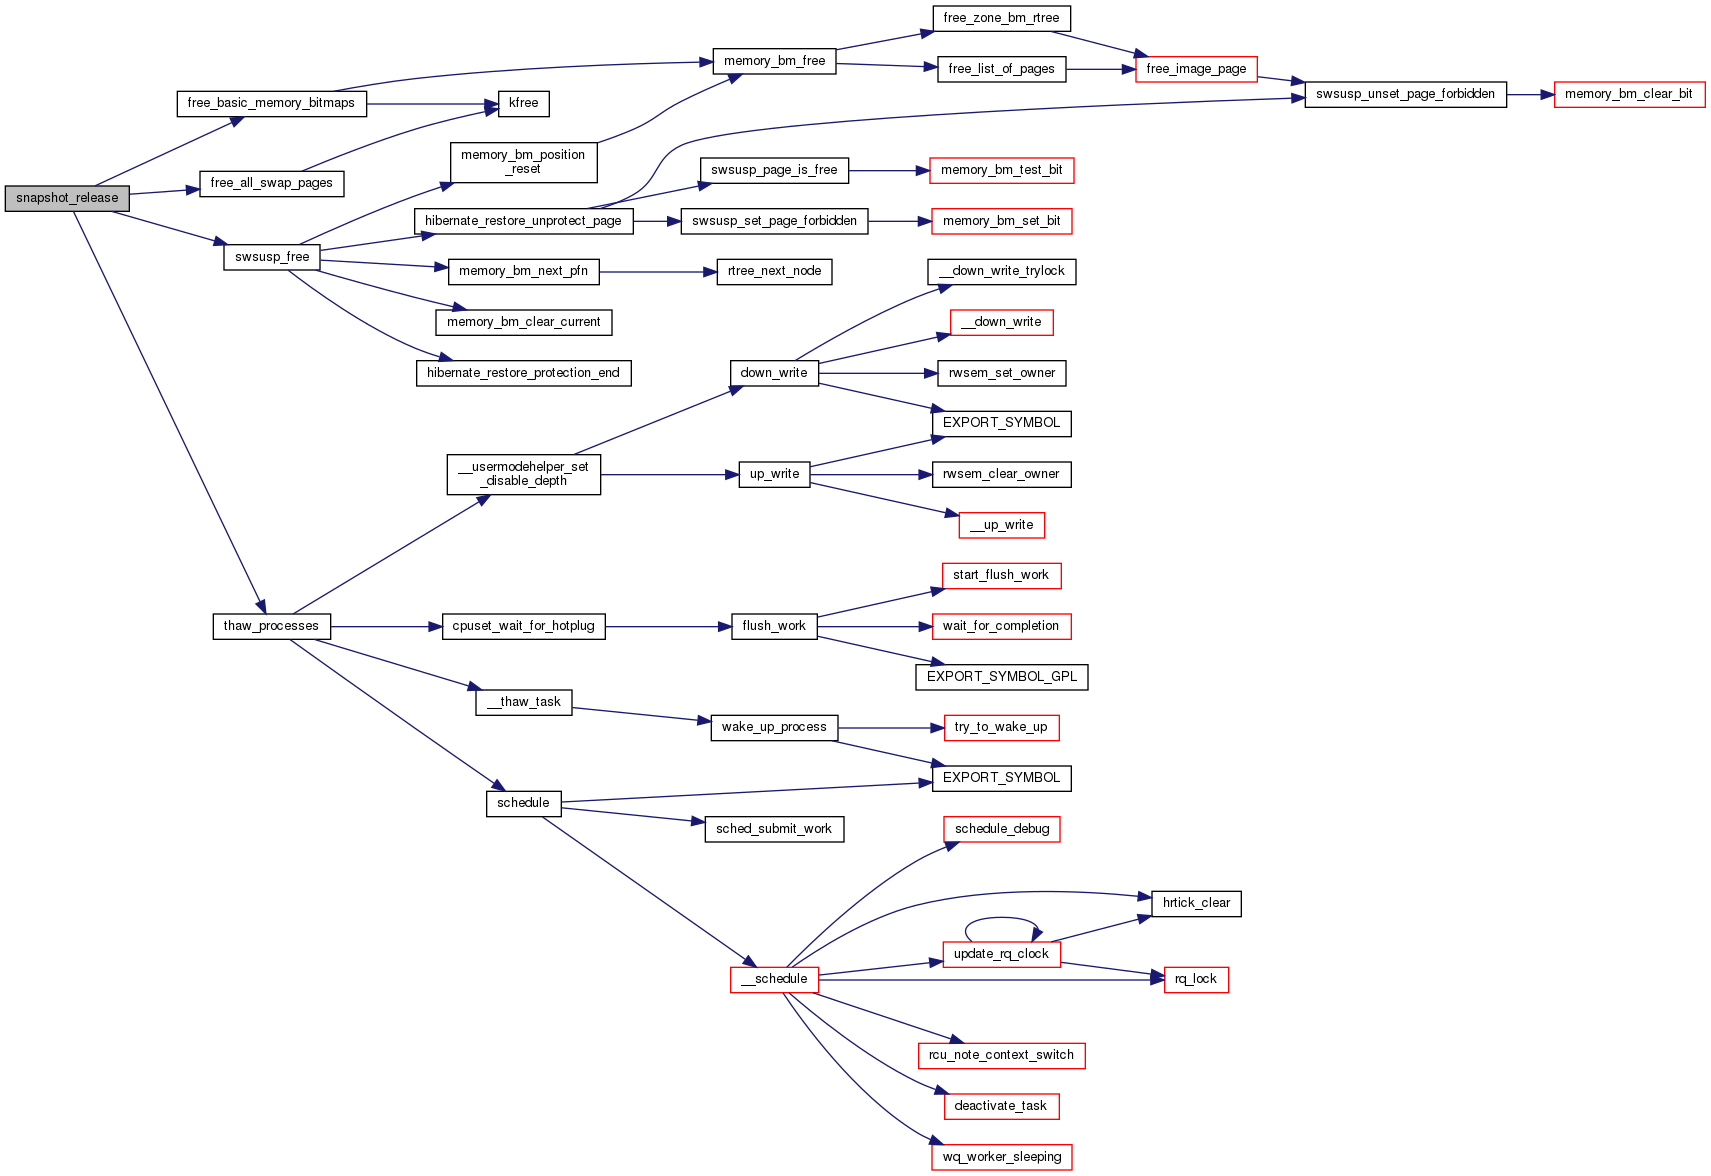 free_zone_bm_rtree
memory_bm_free
free_list_of_pages
free_image_page
swsusp_unset_page_forbidden
memory_bm_clear_bit
free_basic_memory_bitmaps
kfree
memory_bm_position
_reset
swsusp_page_is_free
memory_bm_test_bit
free_all_swap_pages
snapshot_release
hibernate_restore_unprotect_page
swsusp_set_page_forbidden
memory_bm_set_bit
swsusp_free
memory_bm_next_pfn
rtree_next_node
__down_write_trylock
memory_bm_clear_current
__down_write
hibernate_restore_protection_end
down_write
rwsem_set_owner
EXPORT_SYMBOL
__usermodehelper_set
_disable_depth
up_write
rwsem_clear_owner
__up_write
start_flush_work
thaw_processes
cpuset_wait_for_hotplug
flush_work
wait_for_completion
EXPORT_SYMBOL_GPL
__thaw_task
wake_up_process
try_to_wake_up
EXPORT_SYMBOL
schedule
sched_submit_work
schedule_debug
hrtick_clear
update_rq_clock
__schedule
rq_lock
rcu_note_context_switch
deactivate_task
wq_worker_sleeping